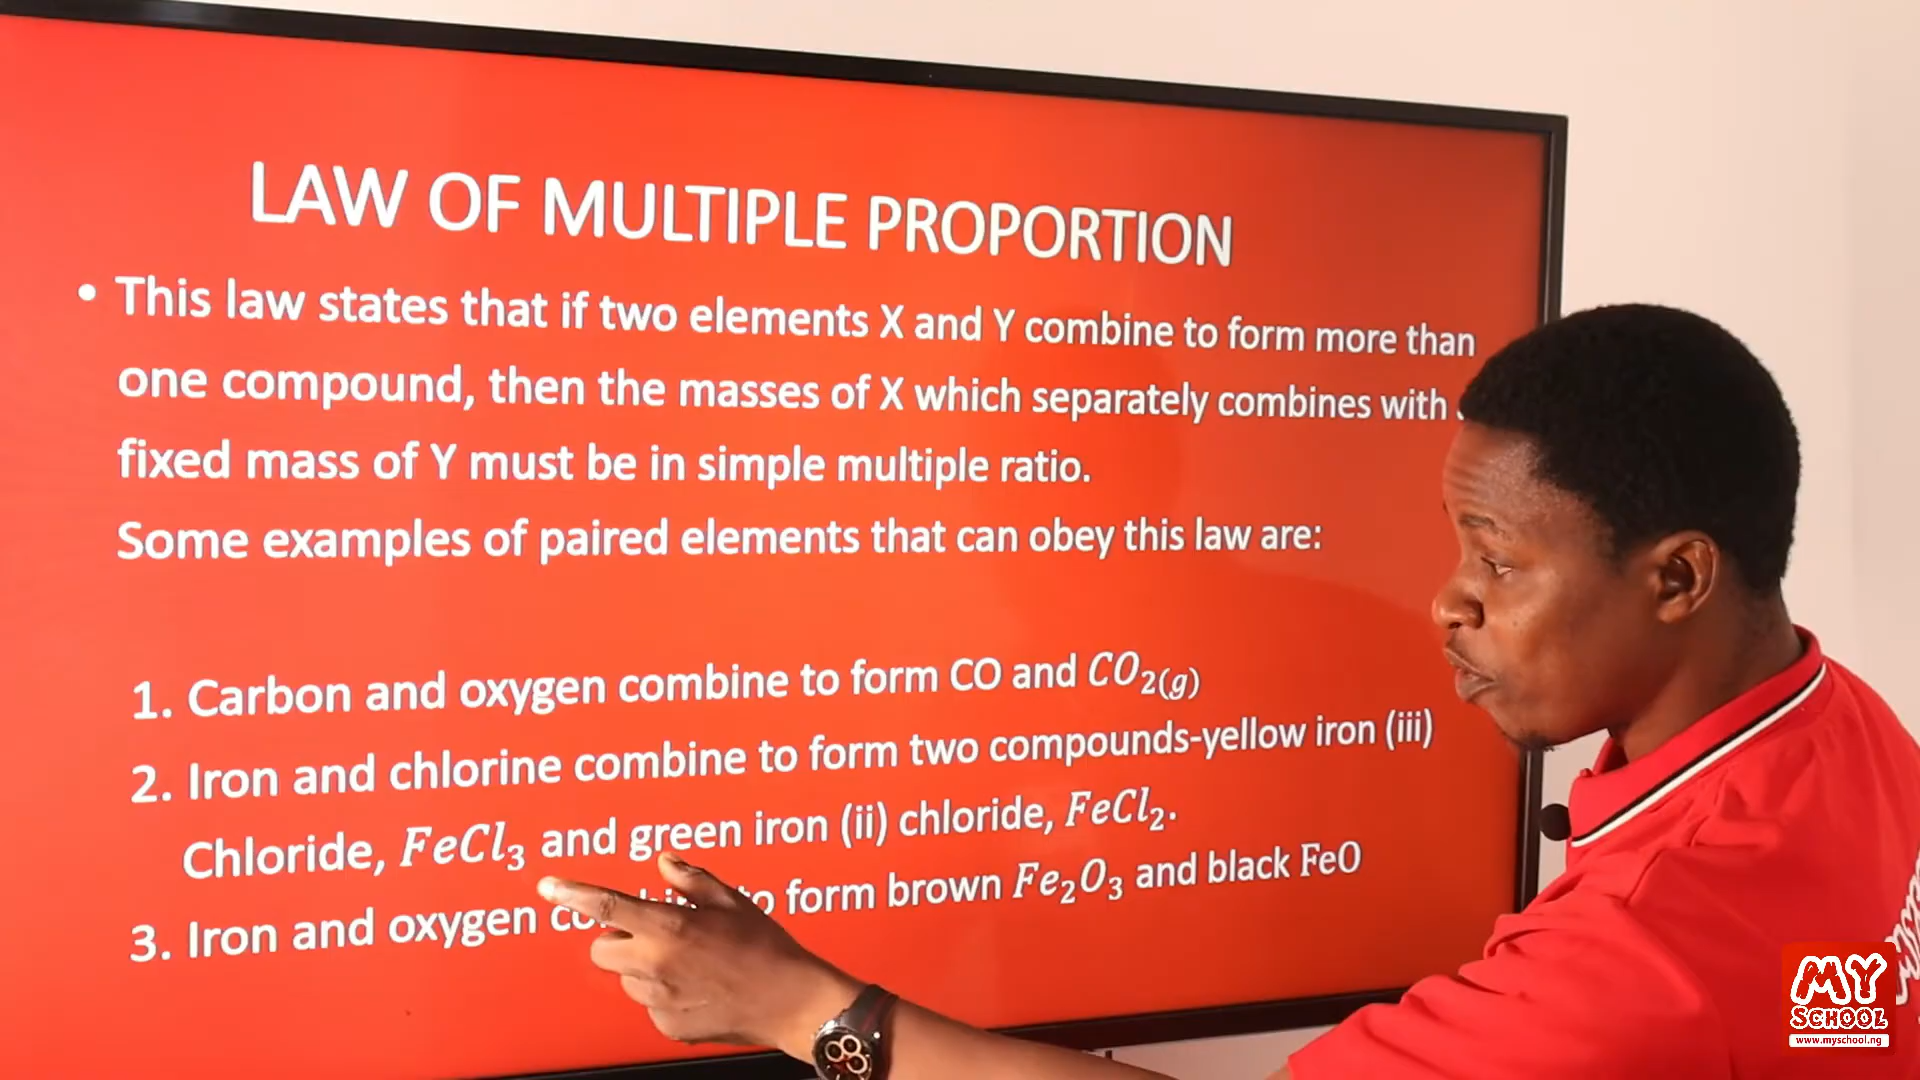 LAW OF MULTIPLE PROPORTION
• This law states that if two elements X and Y combine to form more than
one compound, then the masses of X which separately combines with
fixed mass of Y must be in simple multiple ratio.
Some examples of paired elements that can obey this law are:
1. Carbon and oxygen combine to form CO and CO₂(g)
2. Iron and chlorine combine to form two compounds-yellow iron (iii)
Chloride, FeCl₃ and green iron (ii) chloride, FeCl₂.
3. Iron and oxygen to form brown Fe₂O₃ and black FeO
MY
SCHOOL
www.myschool.ng